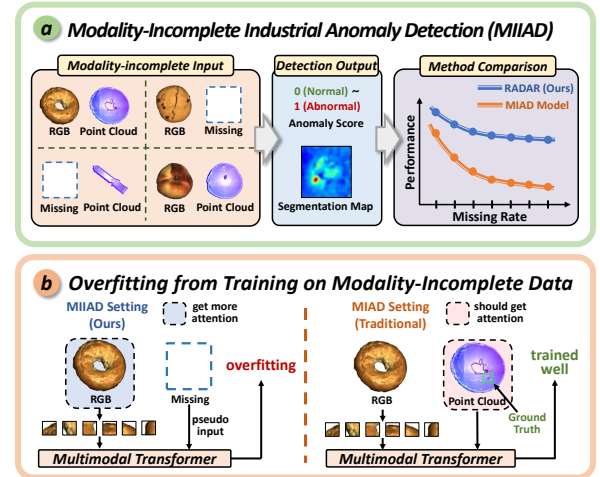 a Modality-Incomplete Industrial Anomaly Detection (MIIAD)
Modality-incomplete Input
RGB
Point Cloud
RGB
Missing
Missing
Point Cloud
RGB
Point Cloud
Detection Output
0 (Normal) ~
1 (Abnormal)
Anomaly Score
Segmentation Map
Method Comparison
RADAR (Ours)
MIAD Model
Performance
Missing Rate
b Overfitting from Training on Modality-Incomplete Data
MIIAD Setting
(Ours)
get more
attention
RGB
Missing
overfitting
pseudo
input
Multimodal Transformer
MIAD Setting
(Traditional)
should get
attention
RGB
Point Cloud
trained
well
Ground
Truth
Multimodal Transformer